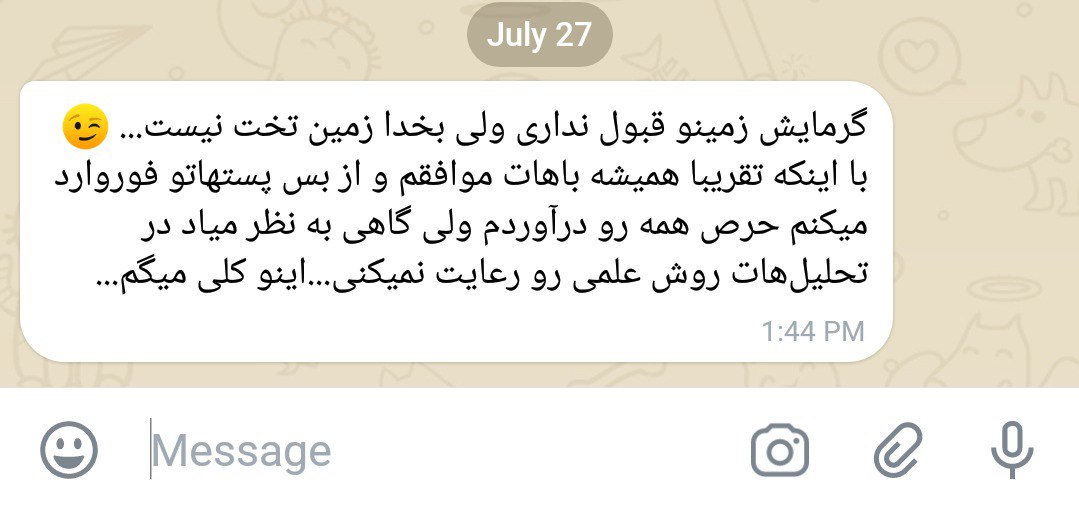 July 27
گرمایش زمینو قبول نداری ولی بخدا زمین تخت نیست... 😉
با اینکه تقریبا همیشه باهات موافقم و از بس پستهاتو فوروارد
میکنم حرص همه رو درآوردم ولی گاهی به نظر میاد در
تحلیل‌هات روش علمی رو رعایت نمیکنی...اینو کلی میگم...
1:44 PM
Message